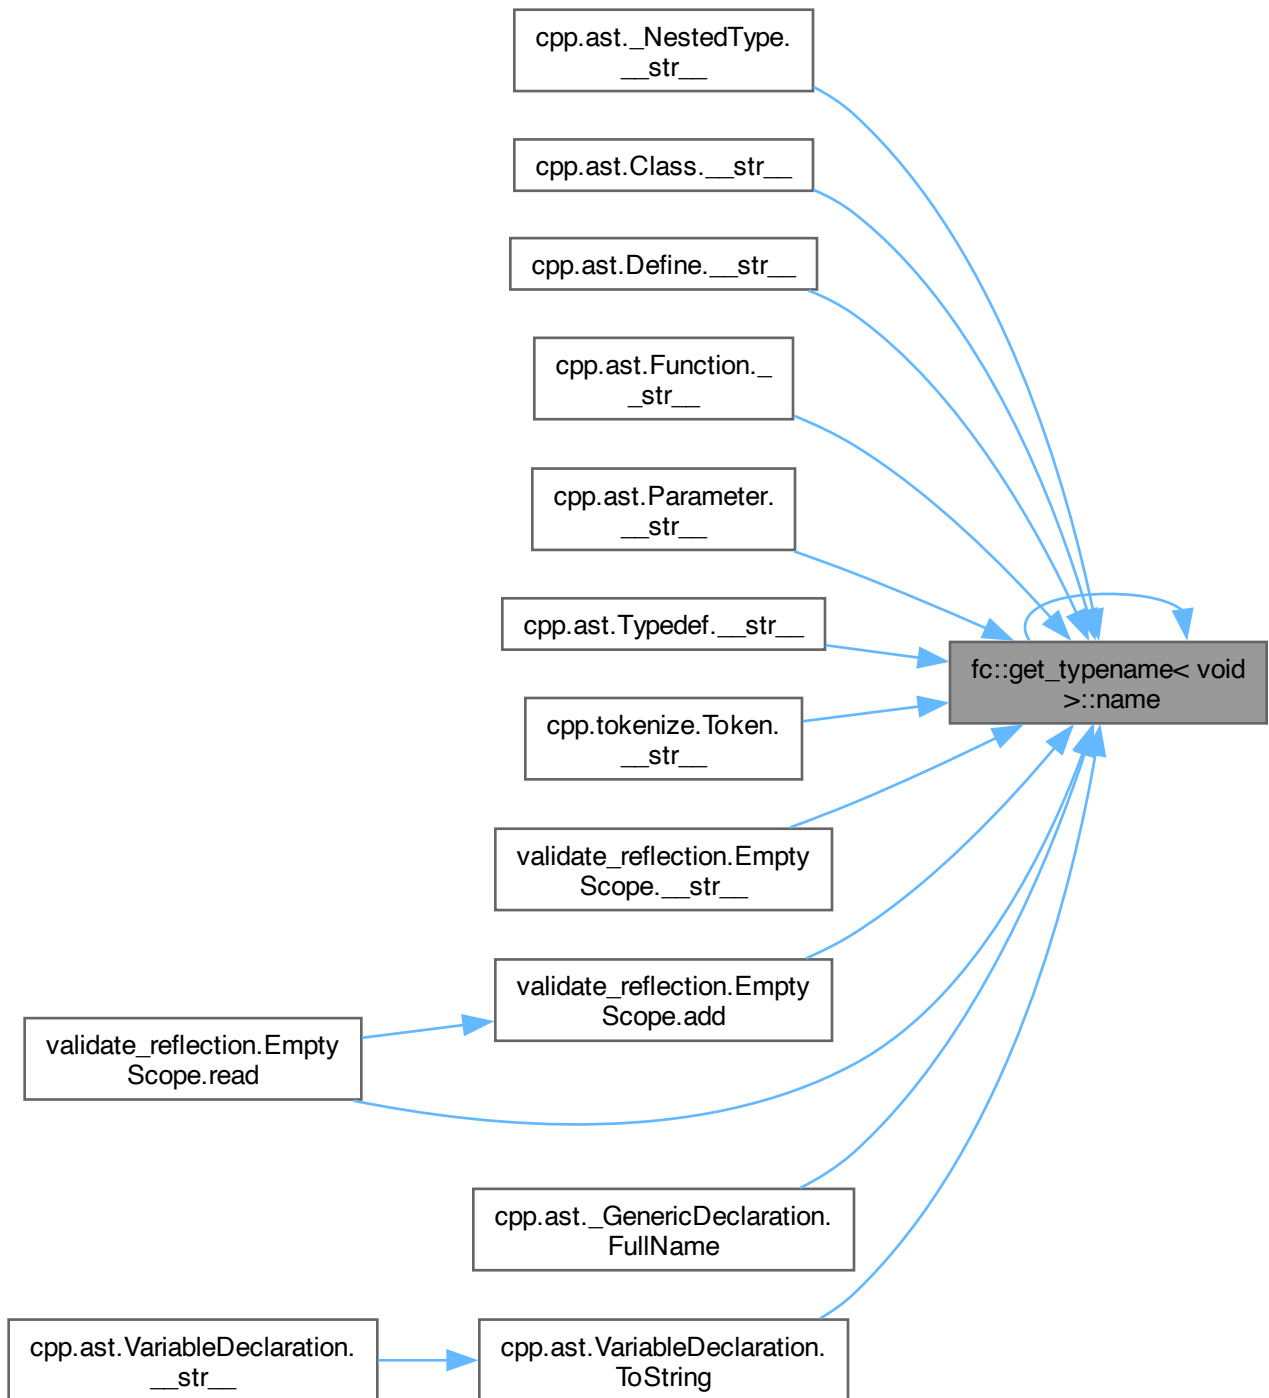 cpp.ast._NestedType.
__str__
cpp.ast.Class.__str__
cpp.ast.Define.__str__
cpp.ast.Function._
_str__
cpp.ast.Parameter.
__str__
cpp.ast.Typedef.__str__
fc::get_typename< void
>::name
cpp.tokenize.Token.
__str__
validate_reflection.Empty
Scope.__str__
validate_reflection.Empty
Scope.add
validate_reflection.Empty
Scope.read
cpp.ast._GenericDeclaration.
FullName
cpp.ast.VariableDeclaration.
__str__
cpp.ast.VariableDeclaration.
ToString